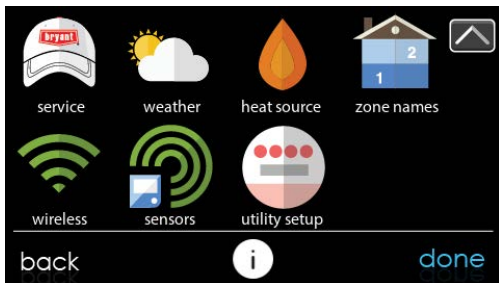 bryant
service weather heat source zone names
2
1
wireless sensors utility setup
back i done